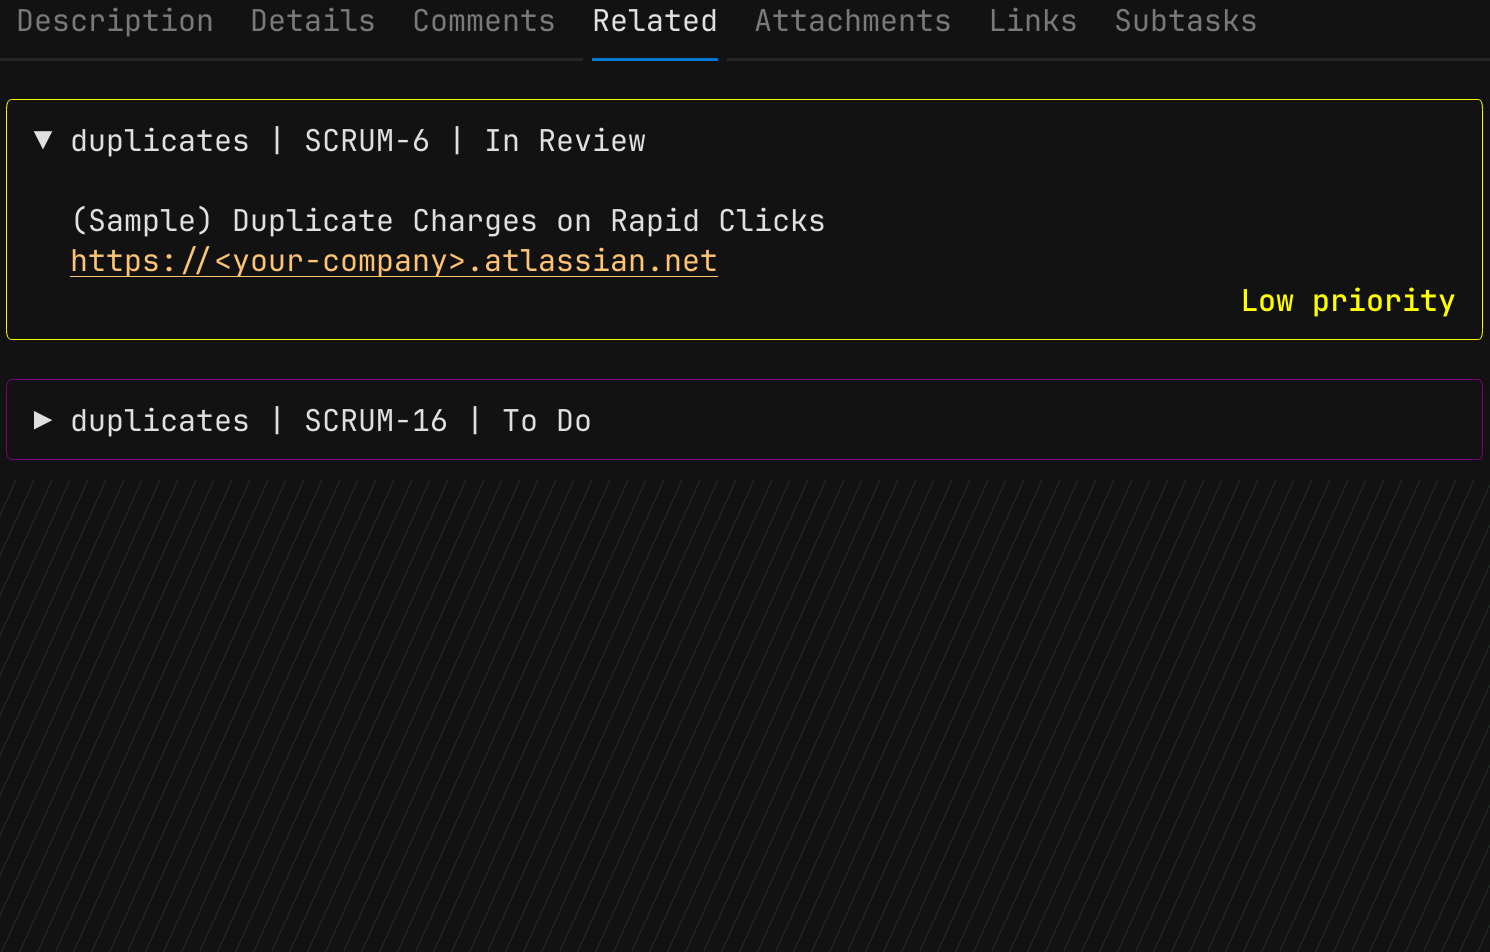 Description Details Comments Related Attachments Links Subtasks
▼ duplicates | SCRUM-6 | In Review
(Sample) Duplicate Charges on Rapid Clicks
https://<your-company>.atlassian.net
Low priority
▶ duplicates | SCRUM-16 | To Do